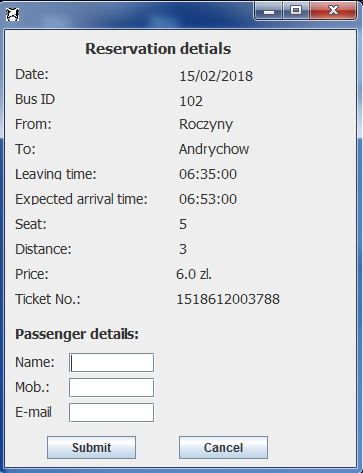 Reservation detials
Date: 15/02/2018
Bus ID 102
From: Roczyny
To: Andrychow
Leaving time: 06:35:00
Expected arrival time: 06:53:00
Seat: 5
Distance: 3
Price: 6.0 zl.
Ticket No.: 1518612003788
Passenger details:
Name:
Mob.:
E-mail
Submit Cancel